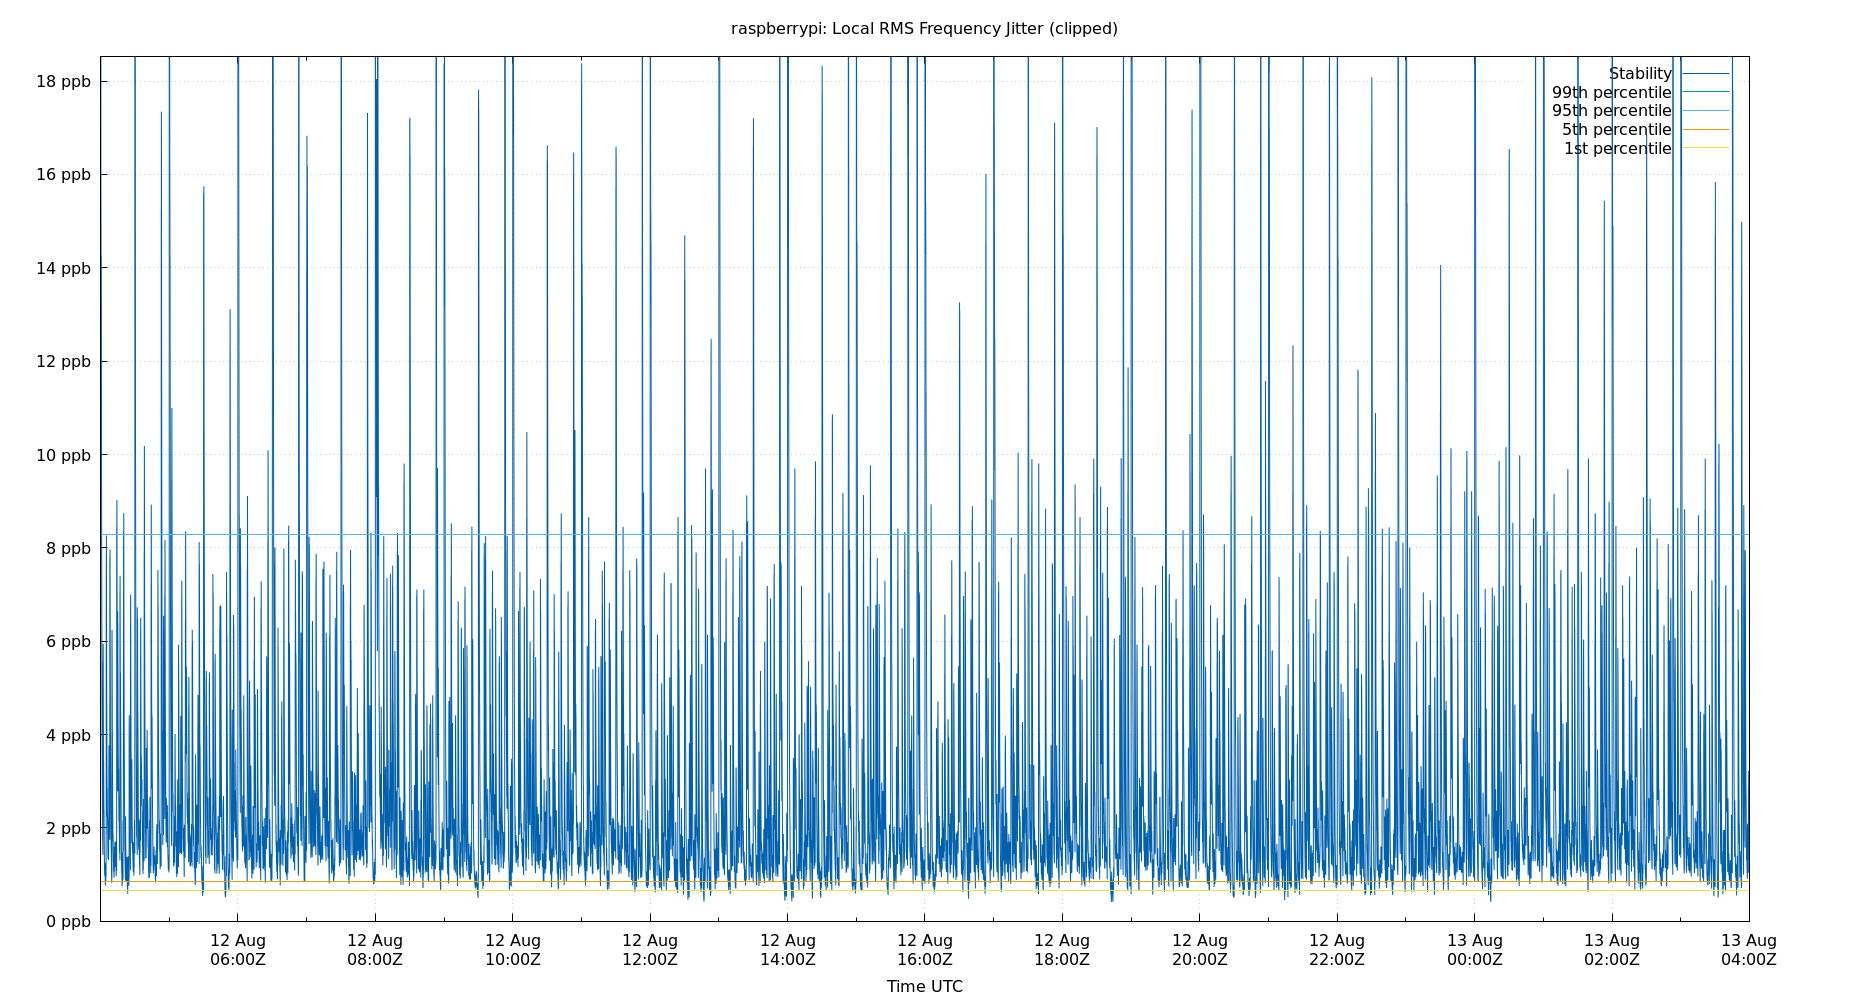 raspberrypi: Local RMS Frequency Jitter (clipped)
18 ppb
16 ppb
14 ppb
12 ppb
10 ppb
8 ppb
6 ppb
4 ppb
2 ppb
0 ppb
Stability
99th percentile
95th percentile
5th percentile
1st percentile
12 Aug 12 Aug 12 Aug 12 Aug 12 Aug 12 Aug 12 Aug 12 Aug 12 Aug 13 Aug 13 Aug 13 Aug
06:00Z 08:00Z 10:00Z 12:00Z 14:00Z 16:00Z 18:00Z 20:00Z 22:00Z 00:00Z 02:00Z 04:00Z
Time UTC